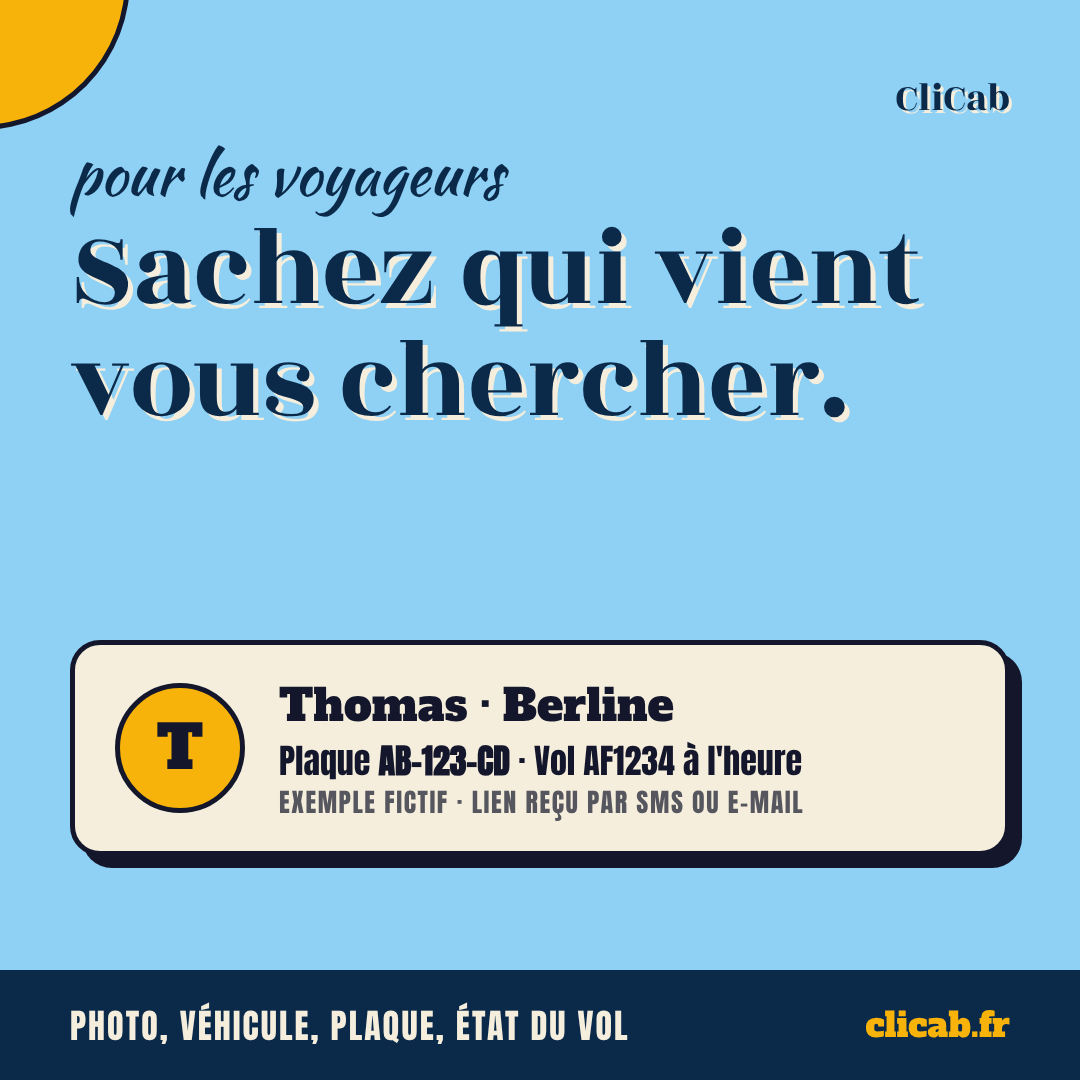 CliCab
pour les voyageurs
Sachez qui vient
vous chercher.
T
Thomas · Berline
Plaque AB-123-CD · Vol AF1234 à l'heure
EXEMPLE FICTIF · LIEN REÇU PAR SMS OU E-MAIL
PHOTO, VÉHICULE, PLAQUE, ÉTAT DU VOL
clicab.fr